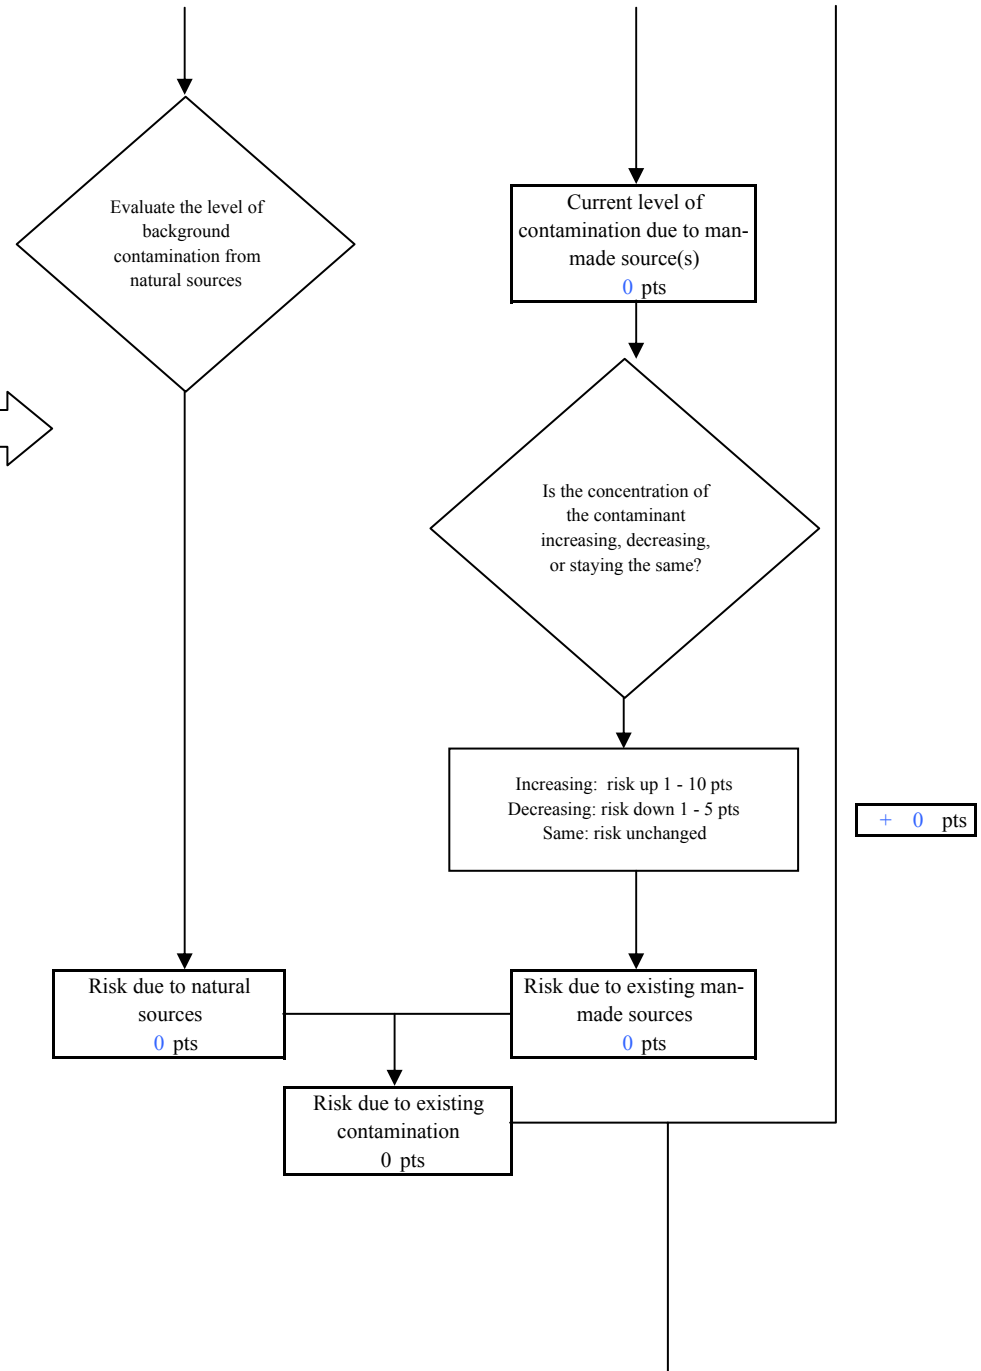 Evaluate the level of
background
contamination from
natural sources
Current level of
contamination due to man-
made source(s)
0 pts
Is the concentration of
the contaminant
increasing, decreasing,
or staying the same?
Increasing: risk up 1 - 10 pts
Decreasing: risk down 1 - 5 pts
Same: risk unchanged
+ 0 pts
Risk due to natural
sources
0 pts
Risk due to existing man-
made sources
0 pts
Risk due to existing
contamination
0 pts